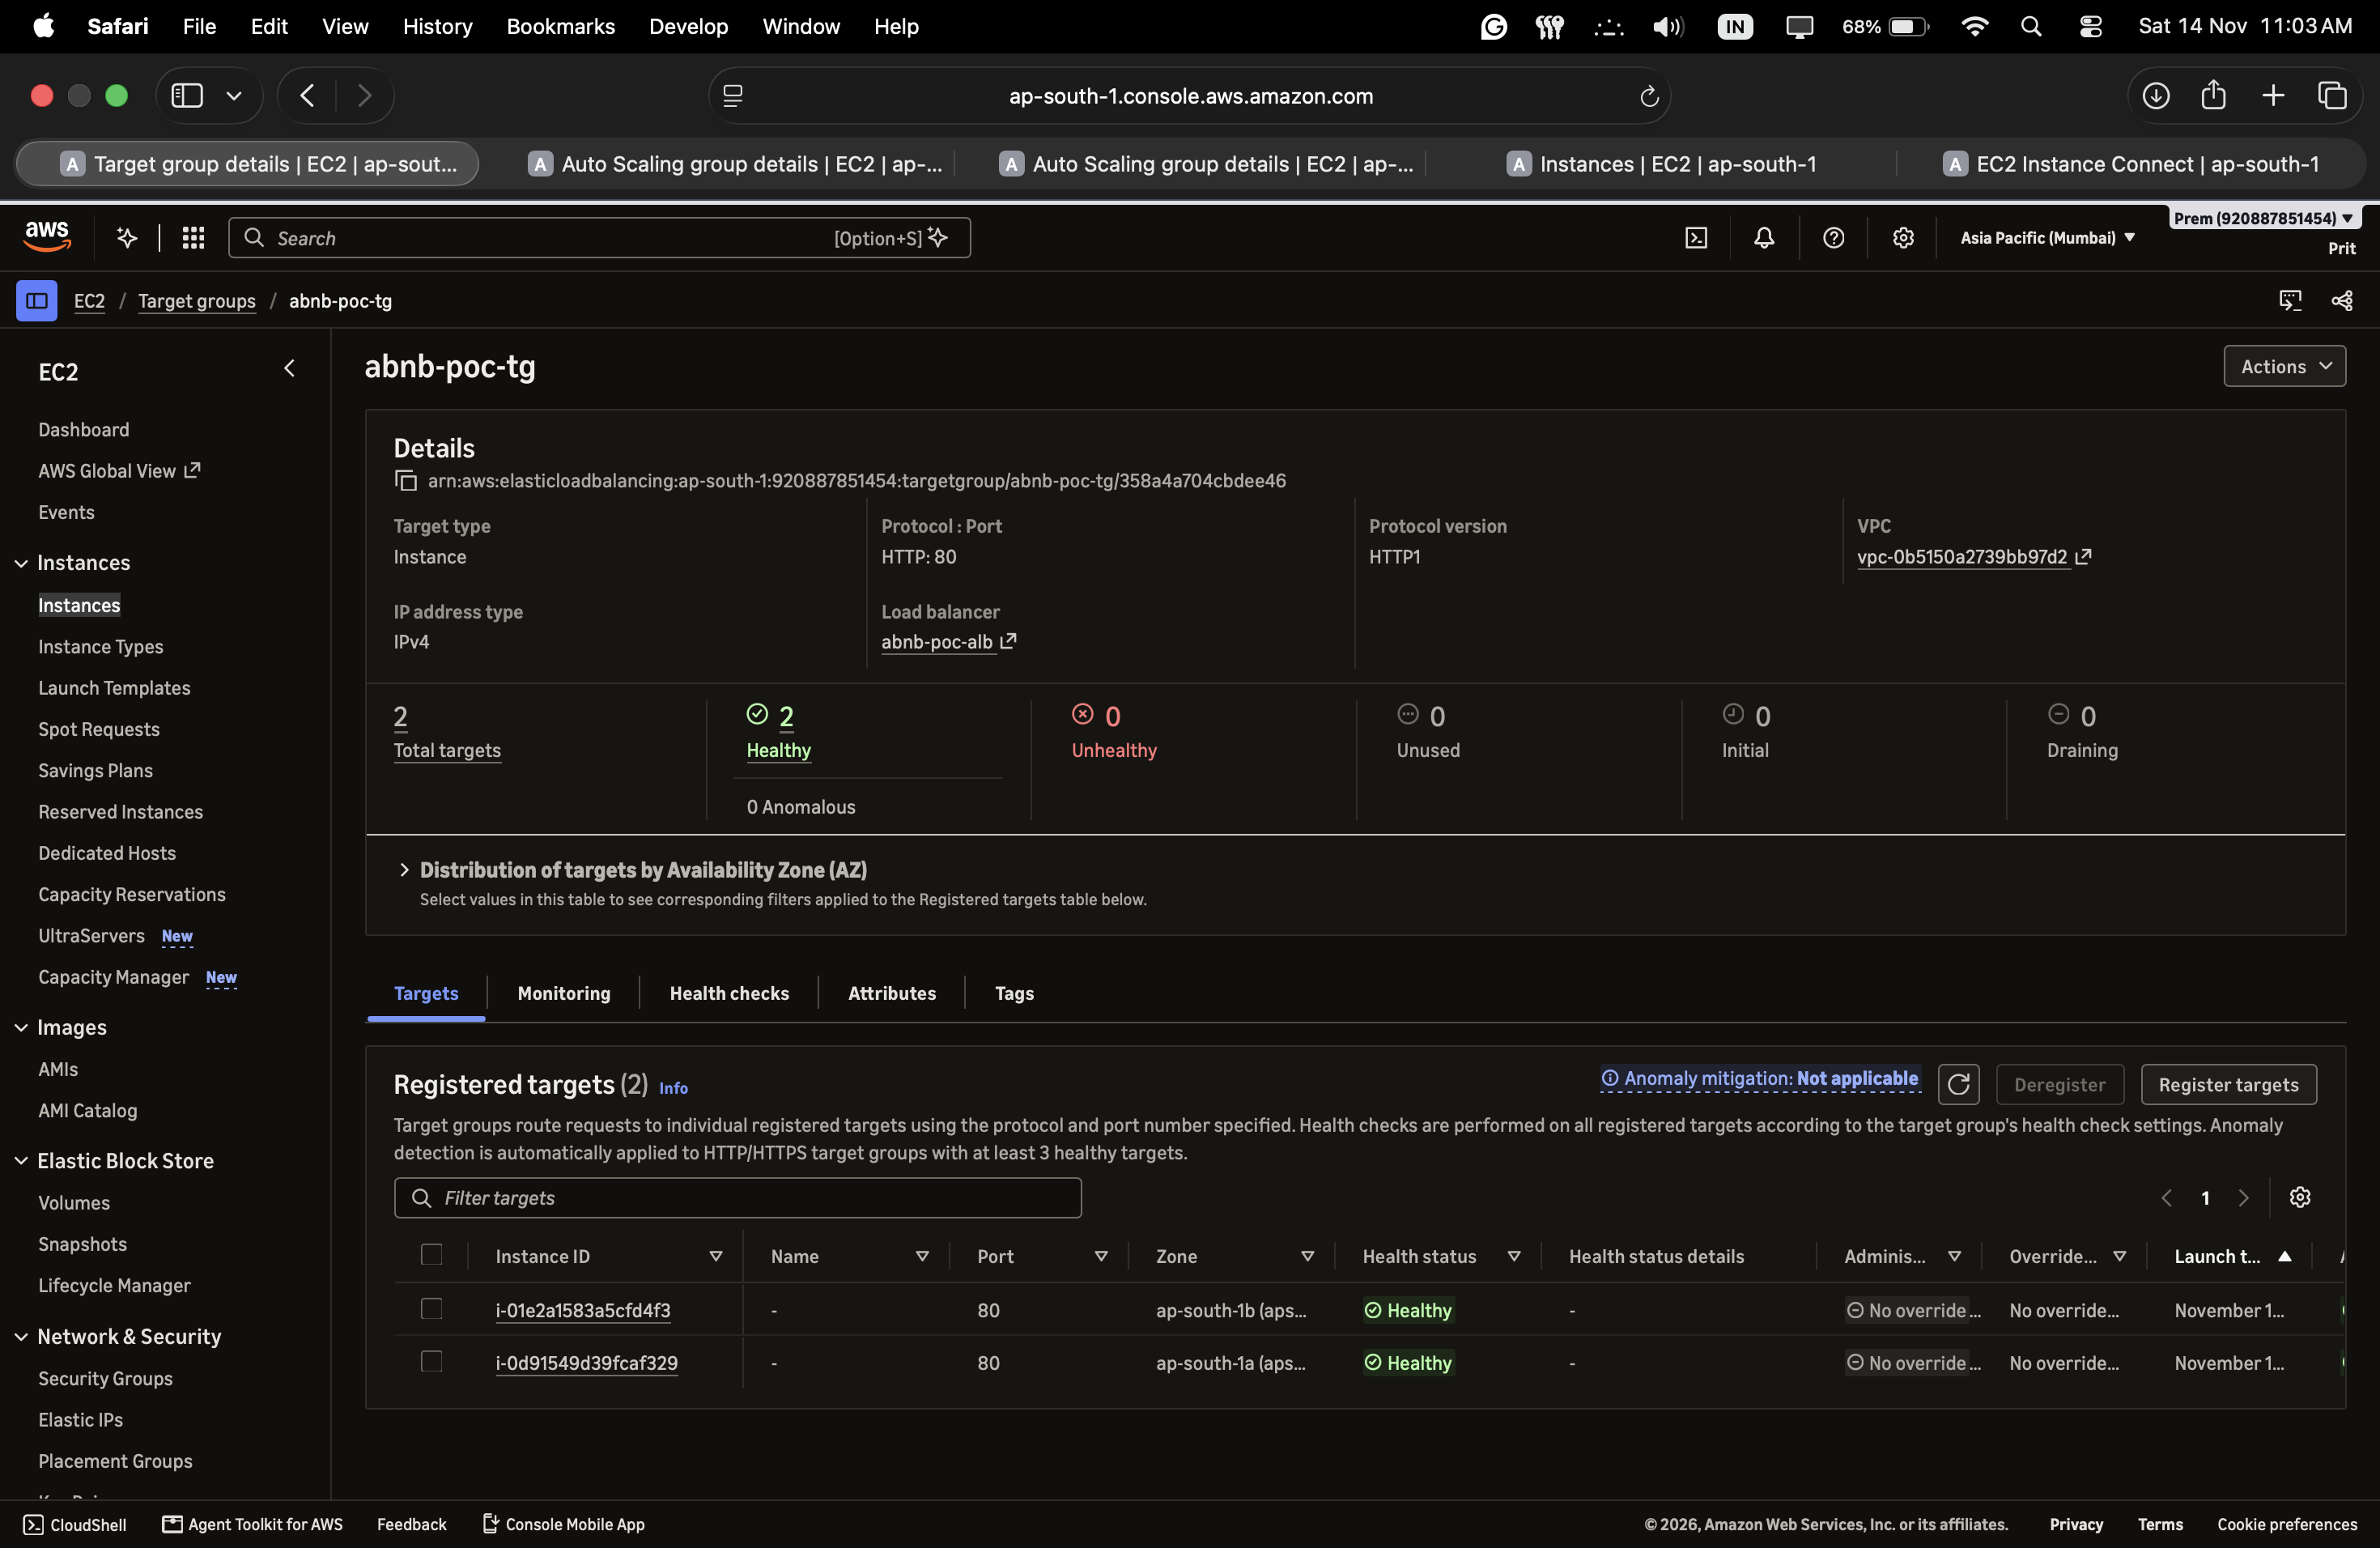 Safari File Edit View History Bookmarks Develop Window Help IN 68% Sat 14 Nov 11:03 AM
ap-south-1.console.aws.amazon.com
A Target group details | EC2 | ap-sout... A Auto Scaling group details | EC2 | ap-... A Auto Scaling group details | EC2 | ap-... A Instances | EC2 | ap-south-1 A EC2 Instance Connect | ap-south-1
aws Search [Option+S] Asia Pacific (Mumbai) Prem (920887851454)
Prit
EC2 / Target groups / abnb-poc-tg
EC2
Dashboard
AWS Global View
Events
Instances
Instances
Instance Types
Launch Templates
Spot Requests
Savings Plans
Reserved Instances
Dedicated Hosts
Capacity Reservations
UltraServers New
Capacity Manager New
Images
AMIs
AMI Catalog
Elastic Block Store
Volumes
Snapshots
Lifecycle Manager
Network & Security
Security Groups
Elastic IPs
Placement Groups
abnb-poc-tg
Actions
Details
arn:aws:elasticloadbalancing:ap-south-1:920887851454:targetgroup/abnb-poc-tg/358a4a704cbdee46
Target type Protocol : Port Protocol version VPC
Instance HTTP: 80 HTTP1 vpc-0b5150a2739bb97d2
IP address type Load balancer
IPv4 abnb-poc-alb
2 2 0 0 0 0
Total targets Healthy Unhealthy Unused Initial Draining
0 Anomalous
Distribution of targets by Availability Zone (AZ)
Select values in this table to see corresponding filters applied to the Registered targets table below.
Targets Monitoring Health checks Attributes Tags
Registered targets (2) Info Anomaly mitigation: Not applicable Deregister Register targets
Target groups route requests to individual registered targets using the protocol and port number specified. Health checks are performed on all registered targets according to the target group's health check settings. Anomaly
detection is automatically applied to HTTP/HTTPS target groups with at least 3 healthy targets.
Filter targets 1
Instance ID Name Port Zone Health status Health status details Adminis... Override... Launch t...
i-01e2a1583a5cfd4f3 - 80 ap-south-1b (aps... Healthy - No override... No override... November 1...
i-0d91549d39fcaf329 - 80 ap-south-1a (aps... Healthy - No override... No override... November 1...
CloudShell Agent Toolkit for AWS Feedback Console Mobile App © 2026, Amazon Web Services, Inc. or its affiliates. Privacy Terms Cookie preferences